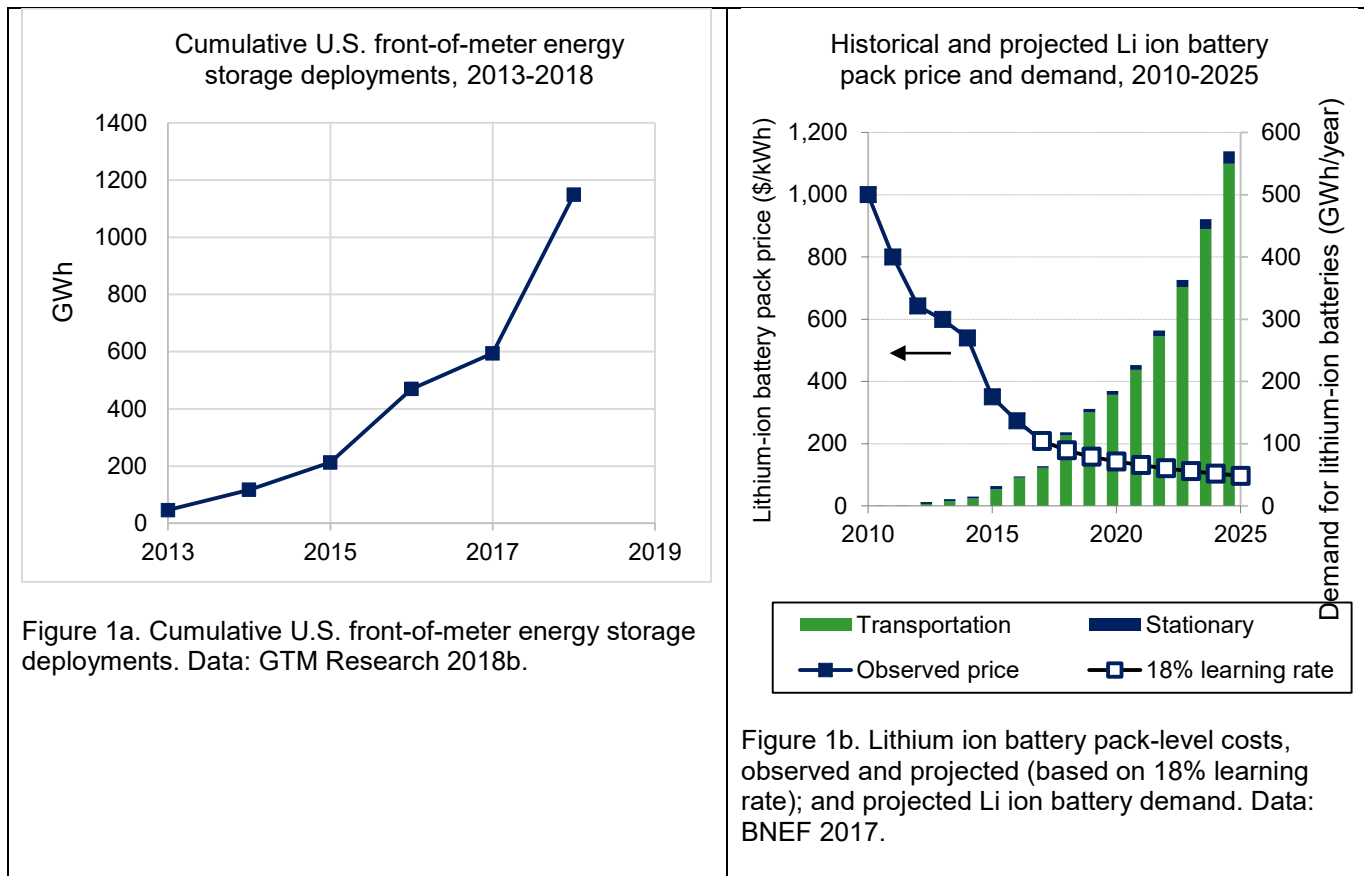 Cumulative U.S. front-of-meter energy
storage deployments, 2013-2018
1400
1200
1000
800
600
400
200
0
GWh
2013 2015 2017 2019
Figure 1a. Cumulative U.S. front-of-meter energy storage
deployments. Data: GTM Research 2018b.
Historical and projected Li ion battery
pack price and demand, 2010-2025
Lithium-ion battery pack price ($/kWh)
1,200
1,000
800
600
400
200
0
600
500
400
300
200
100
0
Demand for lithium-ion batteries (GWh/year)
2010 2015 2020 2025
Transportation Stationary
Observed price 18% learning rate
Figure 1b. Lithium ion battery pack-level costs,
observed and projected (based on 18% learning
rate); and projected Li ion battery demand. Data:
BNEF 2017.